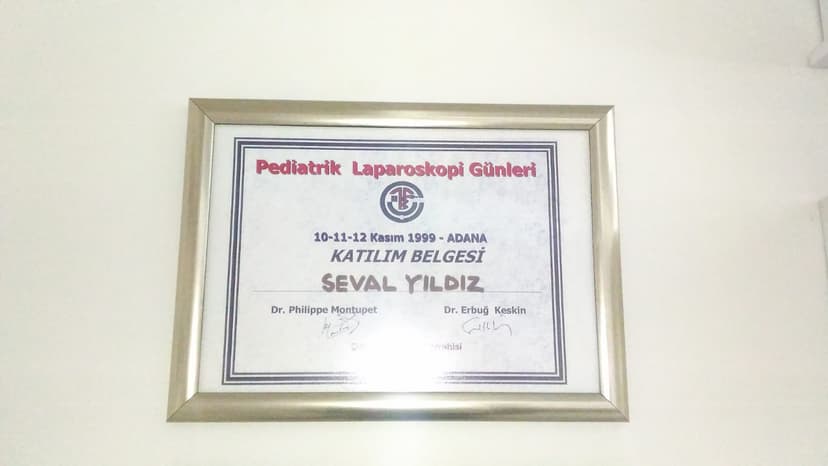 Pediatrik Laparoskopi Günleri
10-11-12 Kasım 1999 - ADANA
KATILIM BELGESİ
SEVAL YILDIZ
Dr. Philippe Montupet Dr. Erbuğ Keskin